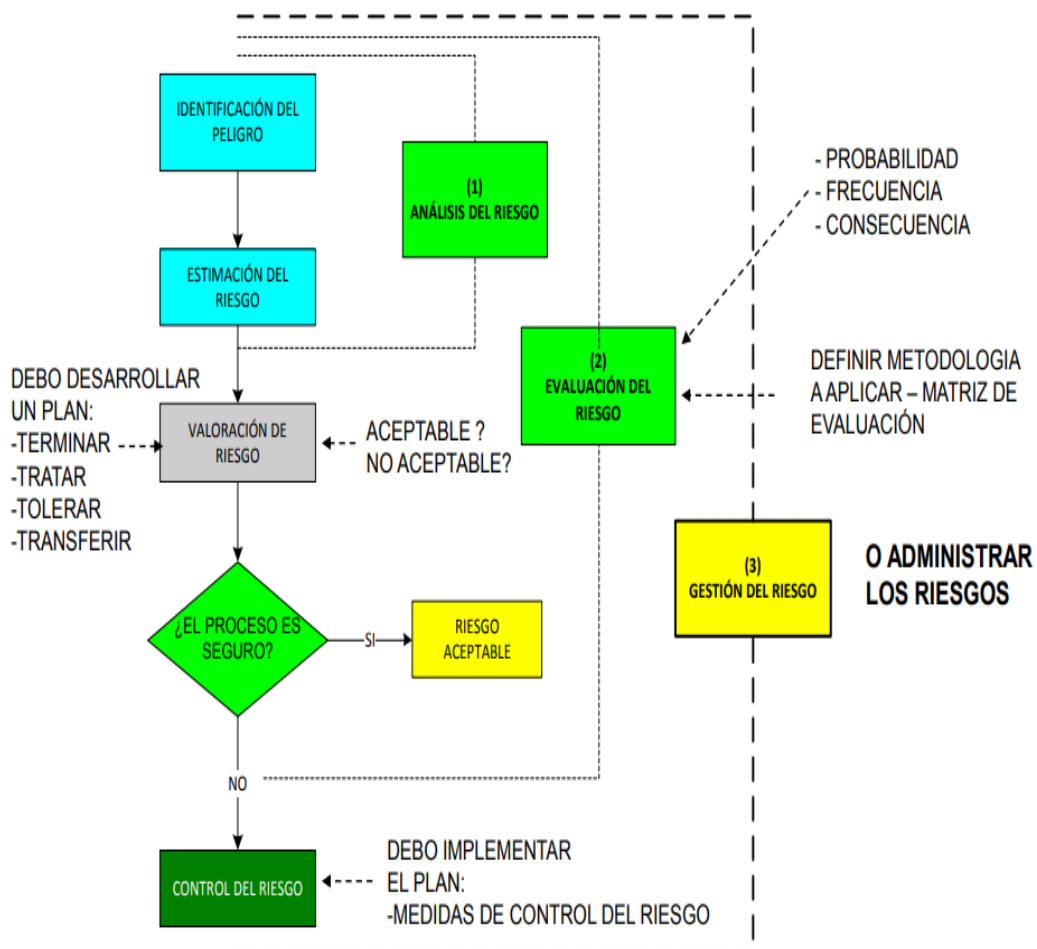 IDENTIFICACIÓN DEL
PELIGRO
(1)
ANÁLISIS DEL RIESGO
- PROBABILIDAD
- FRECUENCIA
- CONSECUENCIA
ESTIMACIÓN DEL
RIESGO
(2)
EVALUACIÓN DEL
RIESGO
DEFINIR METODOLOGIA
A APLICAR – MATRIZ DE
EVALUACIÓN
DEBO DESARROLLAR
UN PLAN:
-TERMINAR
-TRATAR
-TOLERAR
-TRANSFERIR
VALORACIÓN DE
RIESGO
ACEPTABLE ?
NO ACEPTABLE?
(3)
GESTIÓN DEL RIESGO
O ADMINISTRAR
LOS RIESGOS
¿EL PROCESO ES
SEGURO?
SI
RIESGO
ACEPTABLE
NO
CONTROL DEL RIESGO
DEBO IMPLEMENTAR
EL PLAN:
-MEDIDAS DE CONTROL DEL RIESGO